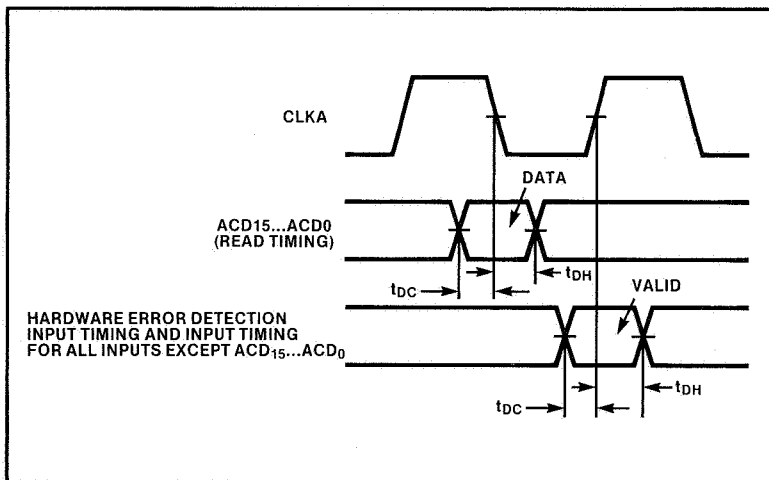 CLKA
DATA
ACD15...ACD0
(READ TIMING)
tDC
tDH
VALID
HARDWARE ERROR DETECTION
INPUT TIMING AND INPUT TIMING
FOR ALL INPUTS EXCEPT ACD15...ACD0
tDC
tDH